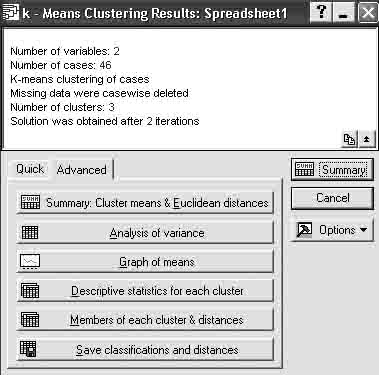 k - Means Clustering Results: Spreadsheet1
Number of variables: 2
Number of cases: 46
K-means clustering of cases
Missing data were casewise deleted
Number of clusters: 3
Solution was obtained after 2 iterations
Quick
Advanced
Summary
Cancel
Options
Summary: Cluster means & Euclidean distances
Analysis of variance
Graph of means
Descriptive statistics for each cluster
Members of each cluster & distances
Save classifications and distances